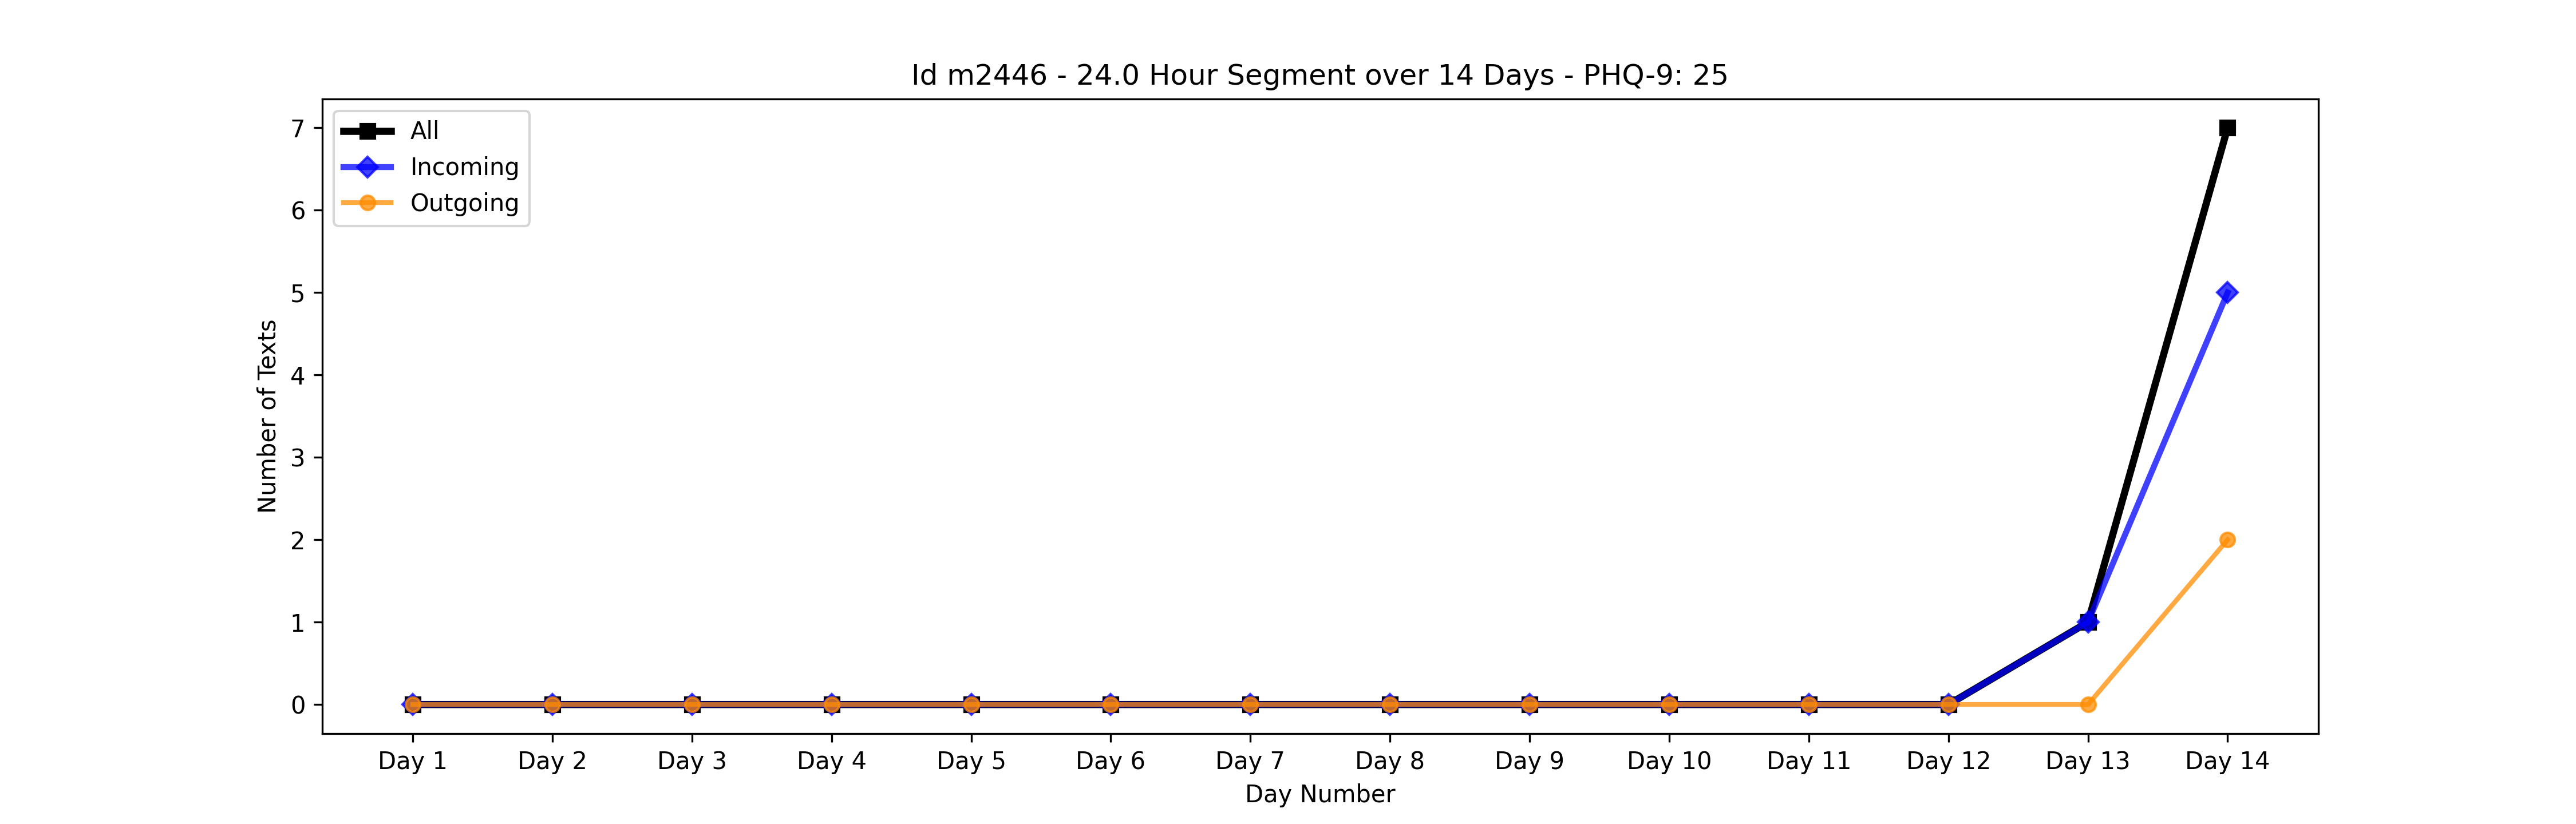 Id m2446 - 24.0 Hour Segment over 14 Days - PHQ-9: 25
All
Incoming
Outgoing
7
6
5
4
3
2
1
0
Number of Texts
Day 1 Day 2 Day 3 Day 4 Day 5 Day 6 Day 7 Day 8 Day 9 Day 10 Day 11 Day 12 Day 13 Day 14
Day Number